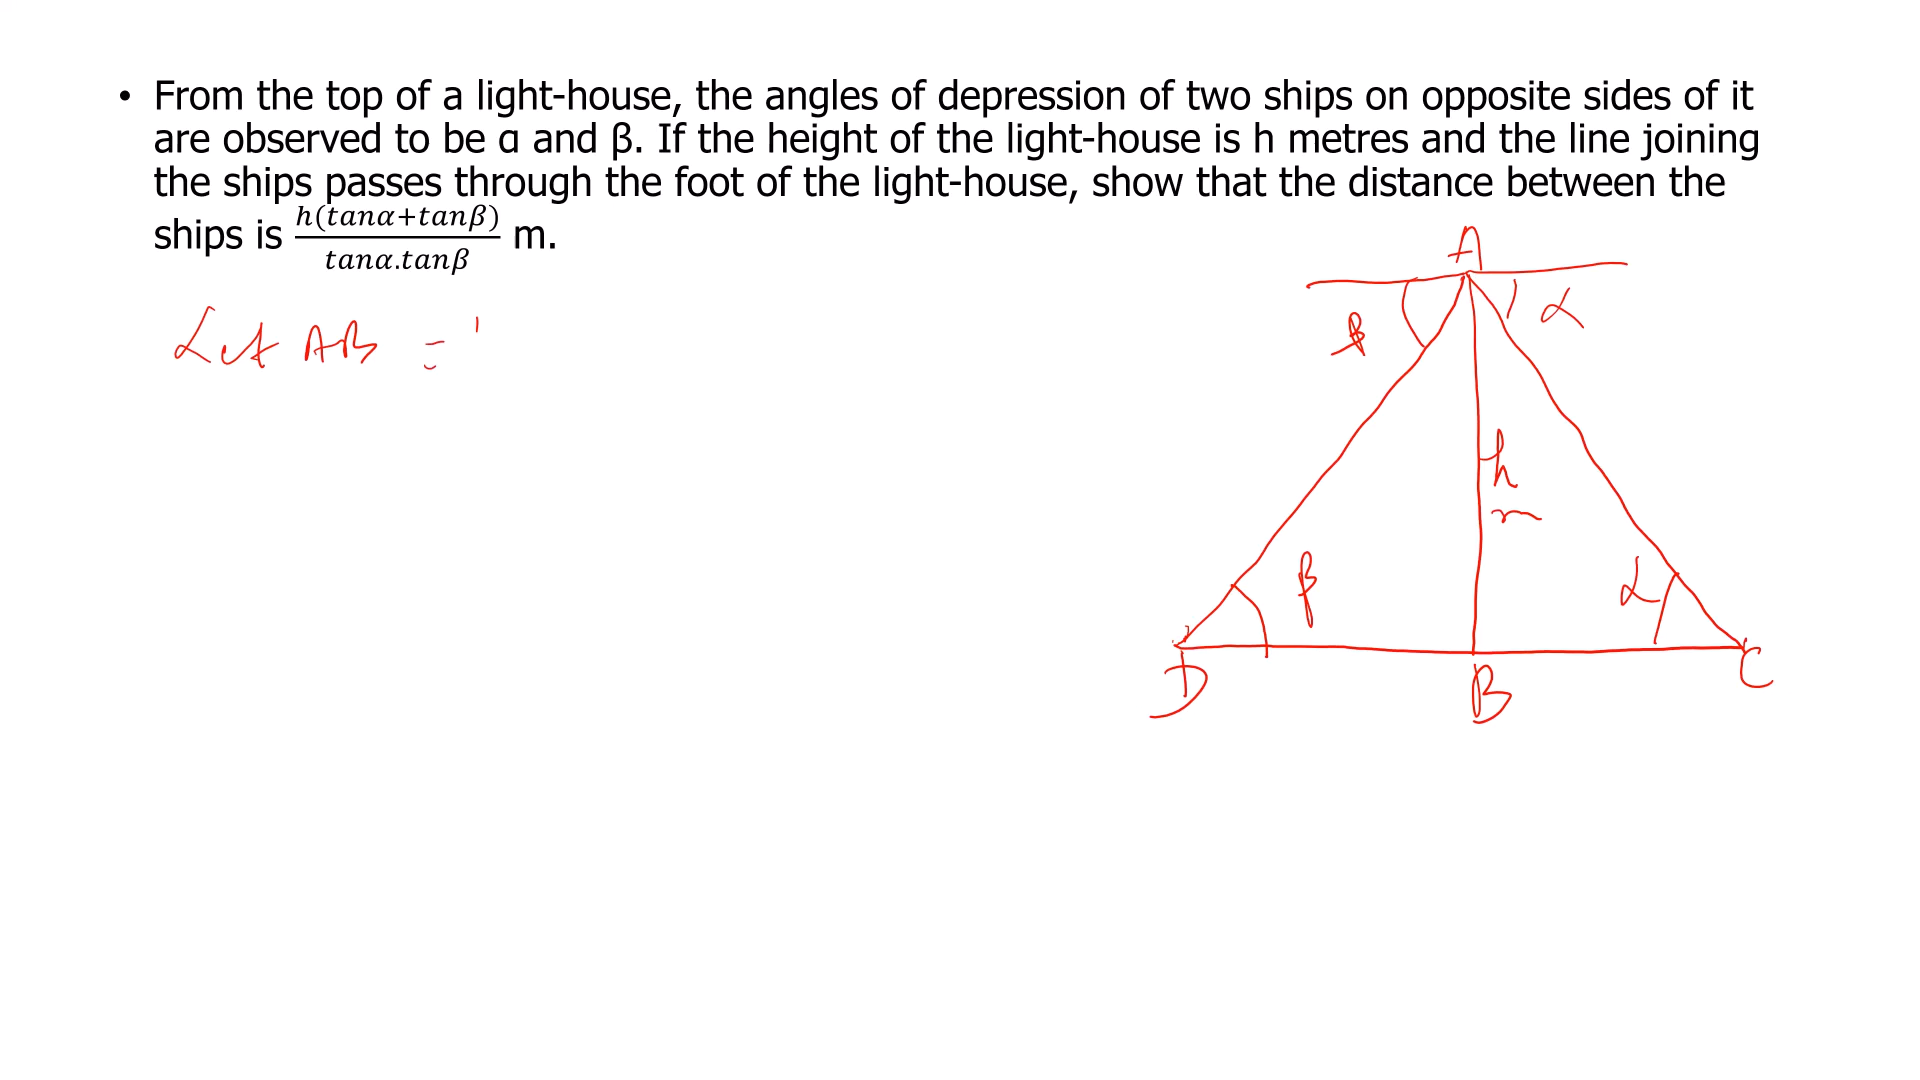 • From the top of a light-house, the angles of depression of two ships on opposite sides of it
are observed to be α and β. If the height of the light-house is h metres and the line joining
the ships passes through the foot of the light-house, show that the distance between the
ships is \frac{h(tanα+tanβ)}{tanα.tanβ} m.
A
β α
Let AB = '
h
m
β α
D B C